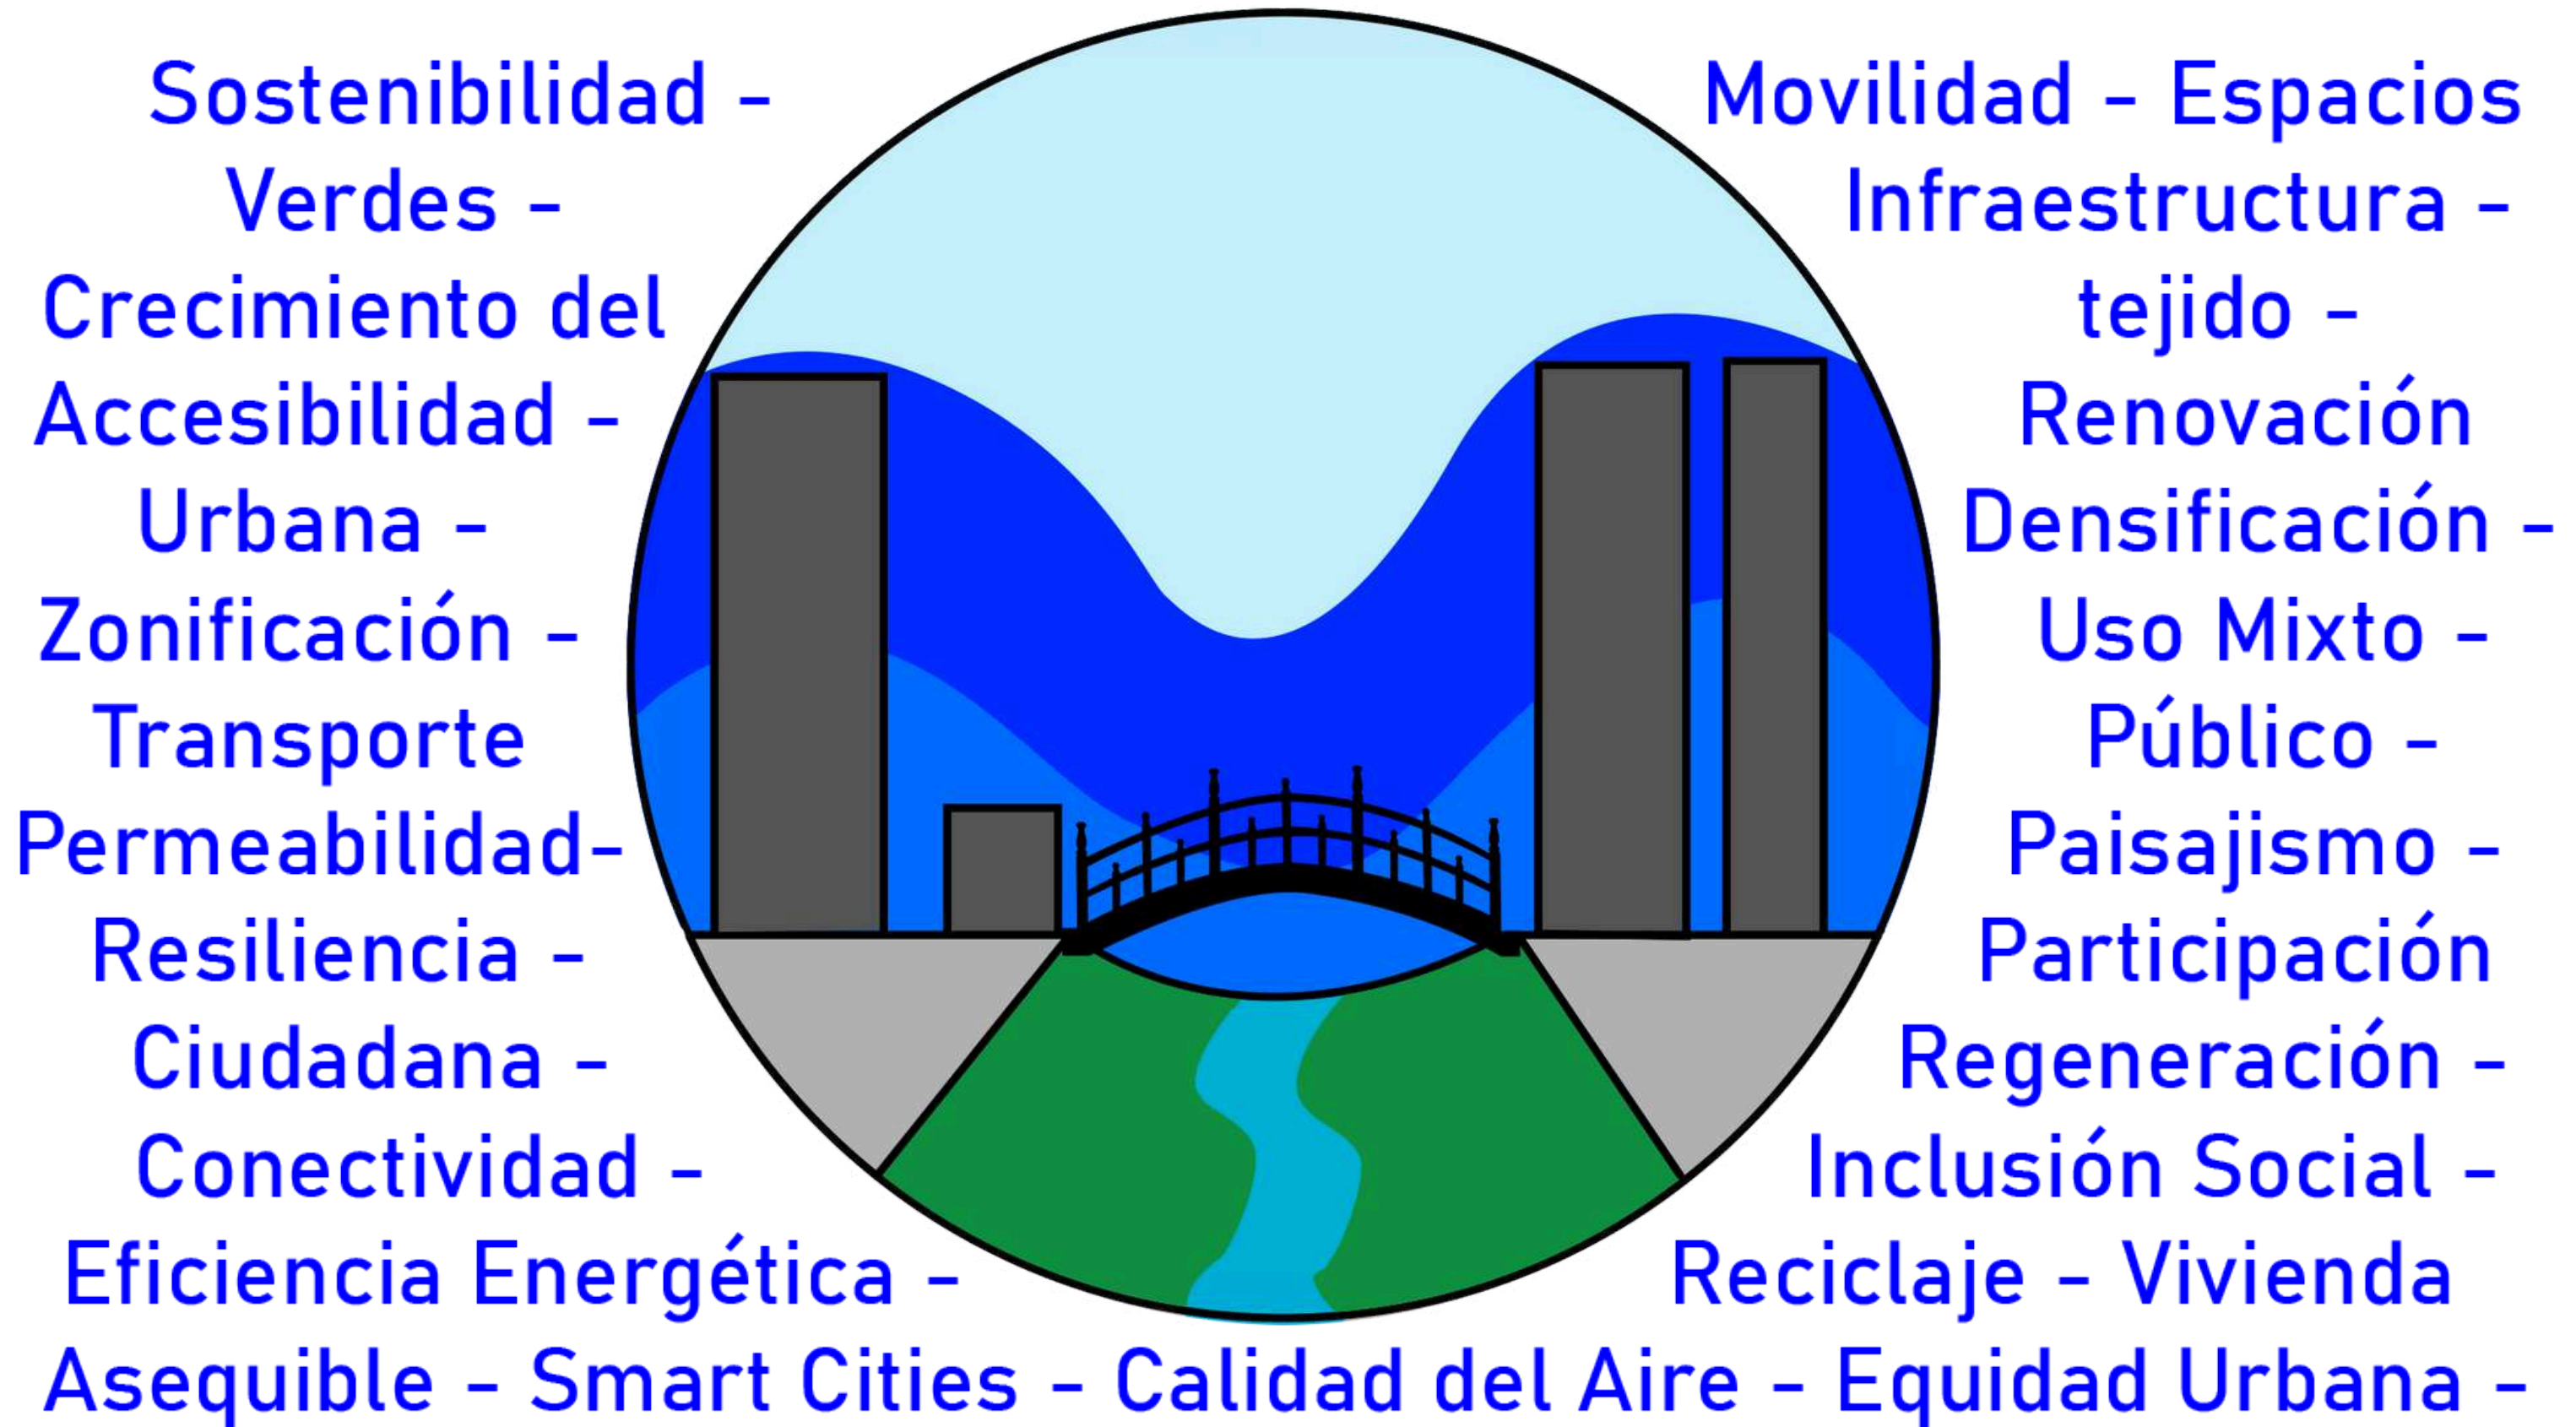 Sostenibilidad - Movilidad - Espacios
Verdes - Infraestructura -
Crecimiento del tejido -
Accesibilidad - Renovación
Urbana - Densificación -
Zonificación - Uso Mixto -
Transporte Público -
Permeabilidad- Paisajismo -
Resiliencia - Participación
Ciudadana - Regeneración -
Conectividad - Inclusión Social -
Eficiencia Energética - Reciclaje - Vivienda
Asequible - Smart Cities - Calidad del Aire - Equidad Urbana -